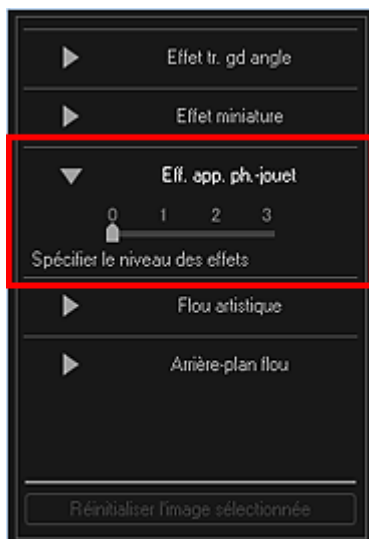 Effet tr. gd angle
Effet miniature
Eff. app. ph.-jouet
0 1 2 3
Spécifier le niveau des effets
Flou artistique
Arrière-plan flou
Réinitialiser l'image sélectionnée